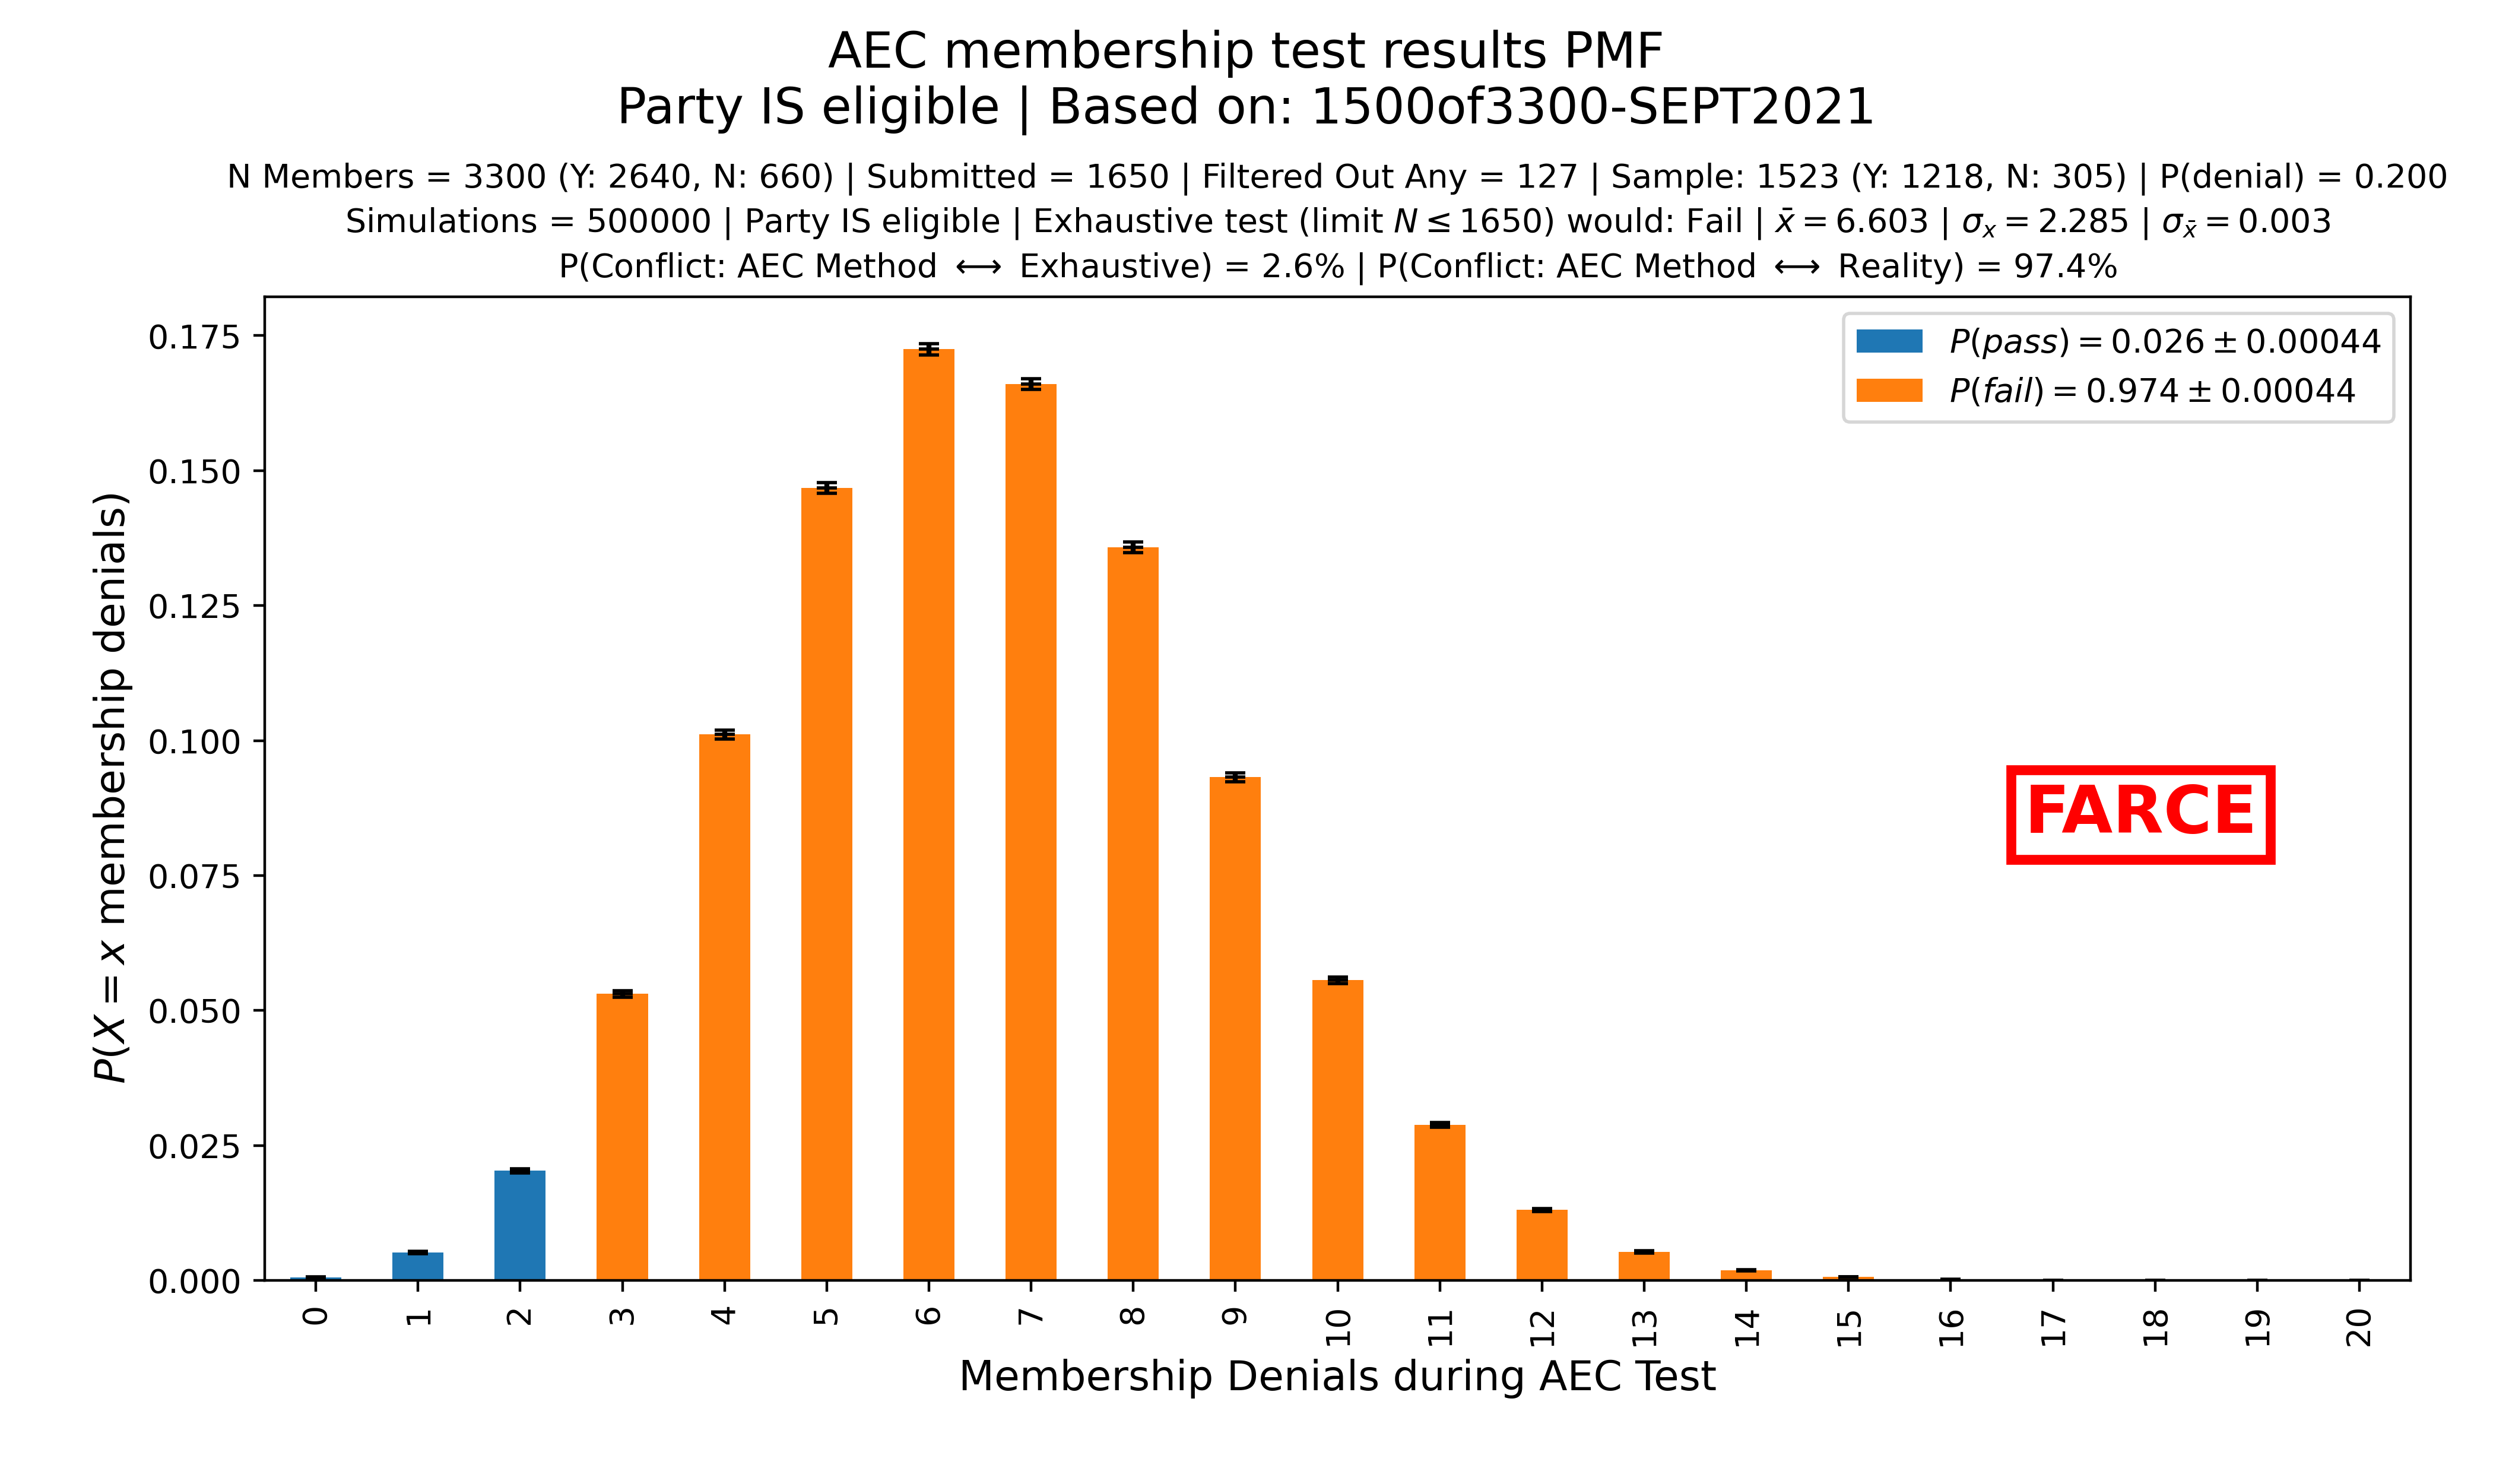 AEC membership test results PMF
Party IS eligible | Based on: 1500of3300-SEPT2021
N Members = 3300 (Y: 2640, N: 660) | Submitted = 1650 | Filtered Out Any = 127 | Sample: 1523 (Y: 1218, N: 305) | P(denial) = 0.200
Simulations = 500000 | Party IS eligible | Exhaustive test (limit N ≤ 1650) would: Fail | x̄ = 6.603 | σₓ = 2.285 | σ_x̄ = 0.003
P(Conflict: AEC Method ⟷ Exhaustive) = 2.6% | P(Conflict: AEC Method ⟷ Reality) = 97.4%
P(pass) = 0.026 ± 0.00044
P(fail) = 0.974 ± 0.00044
0.175
0.150
0.125
0.100
0.075
0.050
0.025
0.000
P(X = x membership denials)
FARCE
0 1 2 3 4 5 6 7 8 9 10 11 12 13 14 15 16 17 18 19 20
Membership Denials during AEC Test